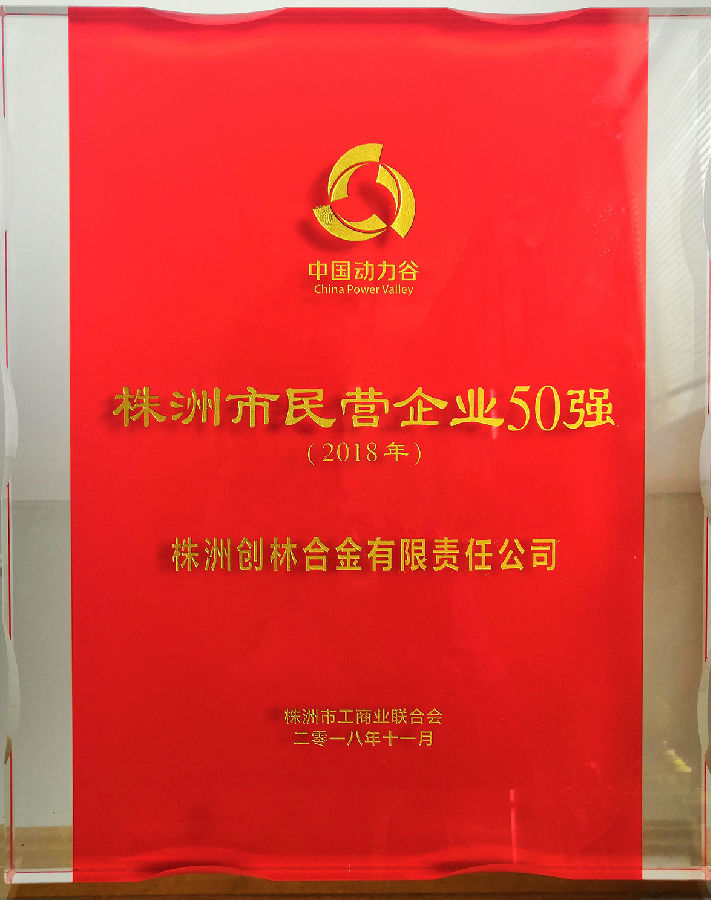 中国动力谷
China Power Valley
株洲市民营企业50强
(2018年)
株洲创林合金有限责任公司
株洲市工商业联合会
二零一八年十一月